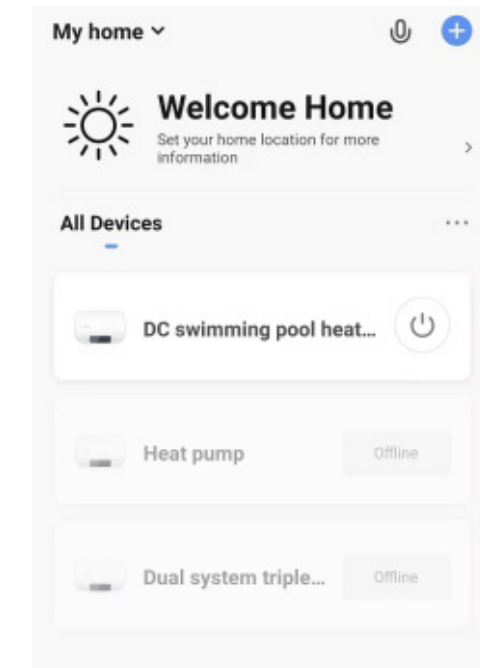 My home
Welcome Home
Set your home location for more
information
All Devices
DC swimming pool heat...
Heat pump
Offline
Dual system triple...
Offline